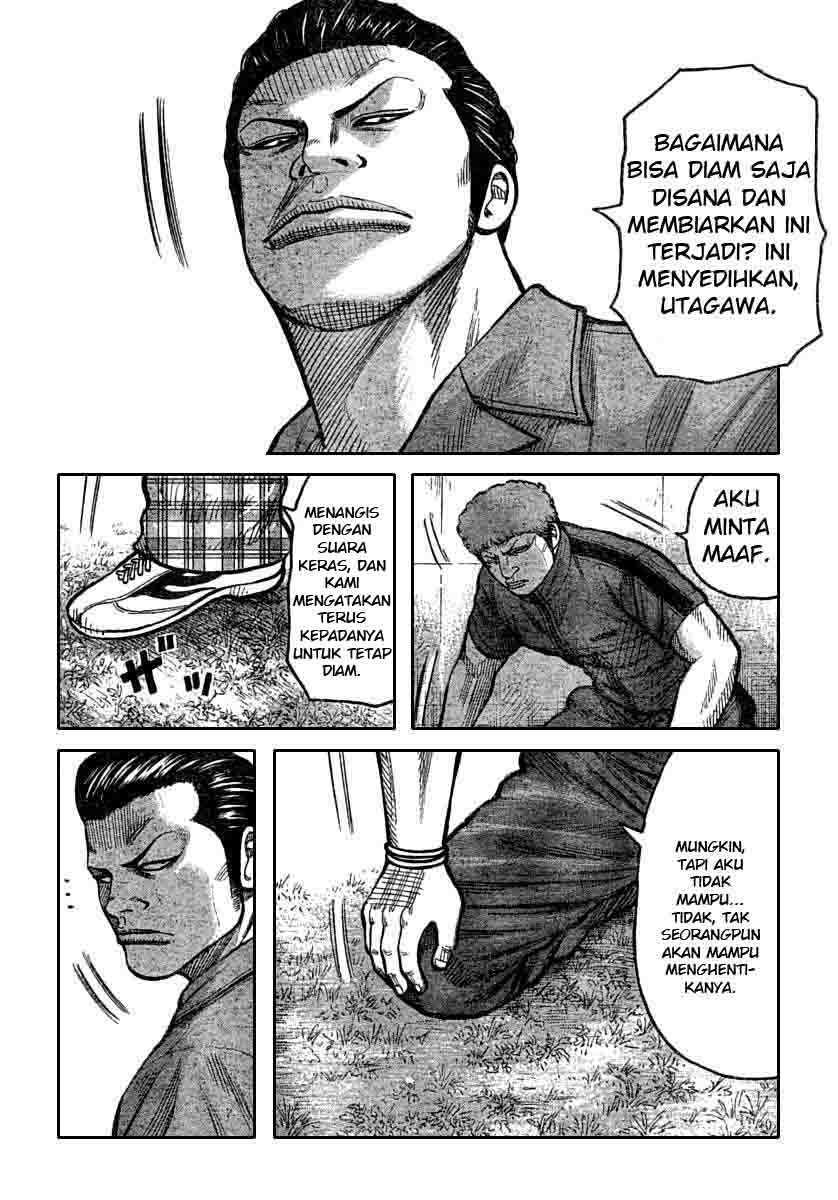 BAGAIMANA
BISA DIAM SAJA
DISANA DAN
MEMBIARKAN INI
TERJADI? INI
MENYEDIHKAN,
UTAGAWA.
AKU
MINTA
MAAF.
MENANGIS
DENGAN
SUARA
KERAS, DAN
KAMI
MENGATAKAN
TERUS
KEPADANYA
UNTUK TETAP
DIAM.
ザッ
MUNGKIN,
TAPI AKU
TIDAK
MAMPU...
TIDAK, TAK
SEORANGPUN
AKAN MAMPU
MENGHENTI-
KANYA.
...